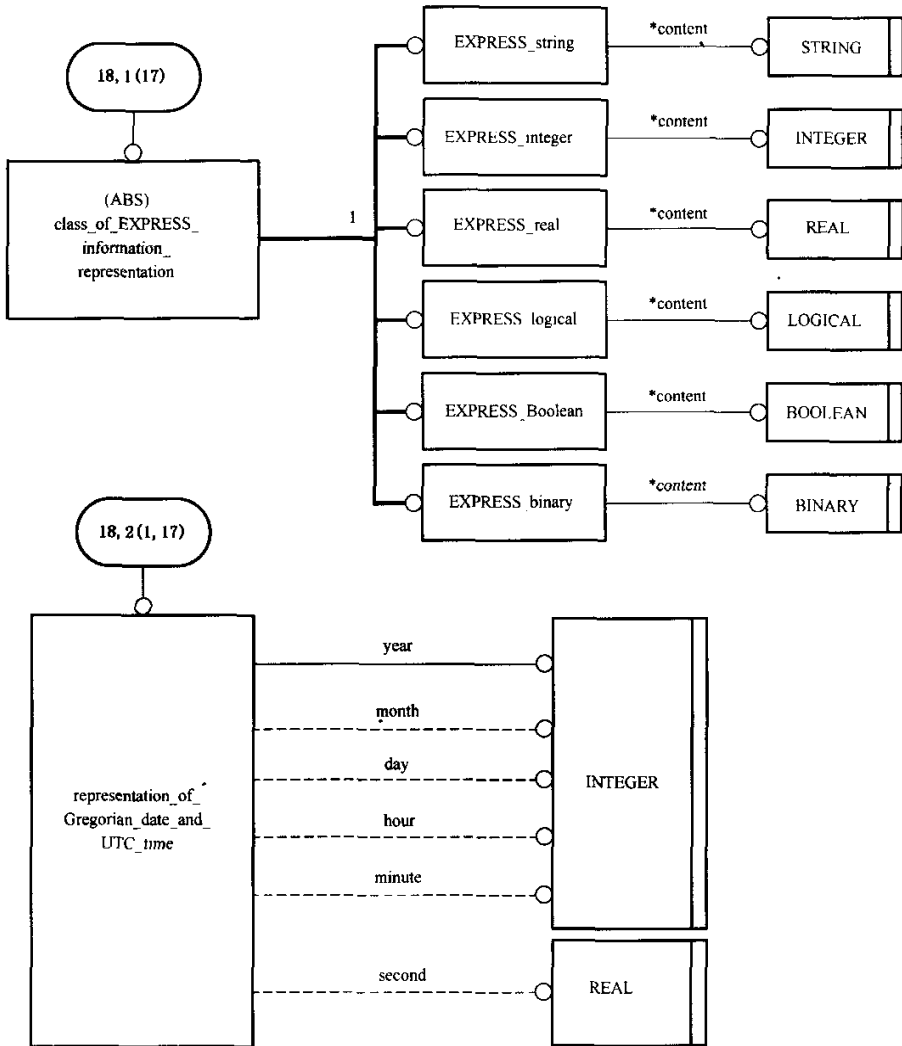 18, 1 (17)
(ABS)
class_of_EXPRESS_
information_
representation
1
EXPRESS_string
*content
STRING
EXPRESS_integer
*content
INTEGER
EXPRESS_real
*content
REAL
EXPRESS_logical
*content
LOGICAL
EXPRESS_Boolean
*content
BOOLEAN
EXPRESS_binary
*content
BINARY
18, 2 (1, 17)
representation_of_
Gregorian_date_and_
UTC_time
year
month
day
hour
minute
INTEGER
second
REAL